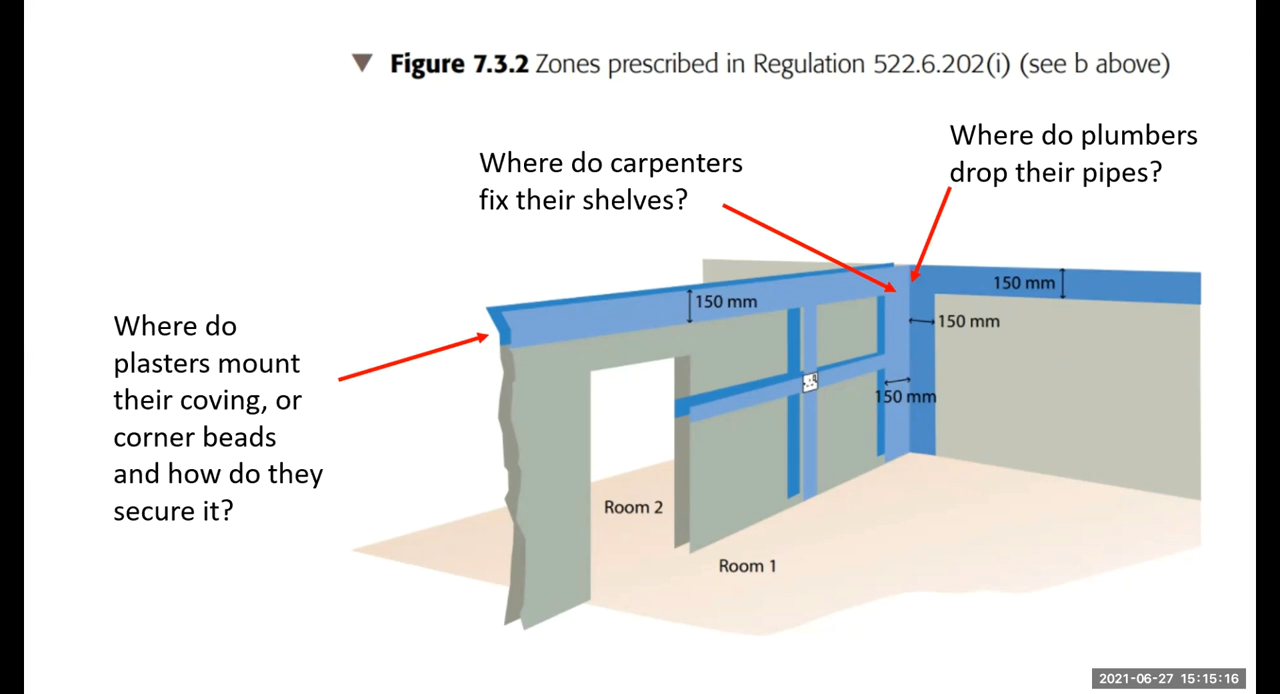 ▼ Figure 7.3.2 Zones prescribed in Regulation 522.6.202(i) (see b above)
Where do plumbers
drop their pipes?
Where do carpenters
fix their shelves?
150 mm
150 mm
150 mm
150 mm
Where do
plasters mount
their coving, or
corner beads
and how do they
secure it?
Room 2
Room 1
2021-06-27 15:15:16